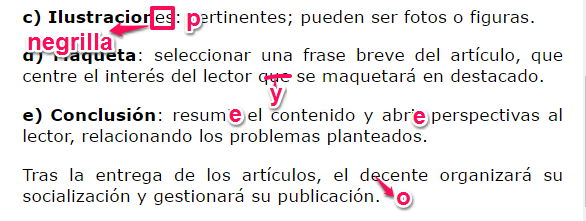 c) Ilustraciones: pertinentes; pueden ser fotos o figuras.
p
negrilla
d) Maqueta: seleccionar una frase breve del artículo, que
centre el interés del lector que se maquetará en destacado.
y
e) Conclusión: resume el contenido y abre perspectivas al
lector, relacionando los problemas planteados.
Tras la entrega de los artículos, el decente organizará su
socialización y gestionará su publicación.
o